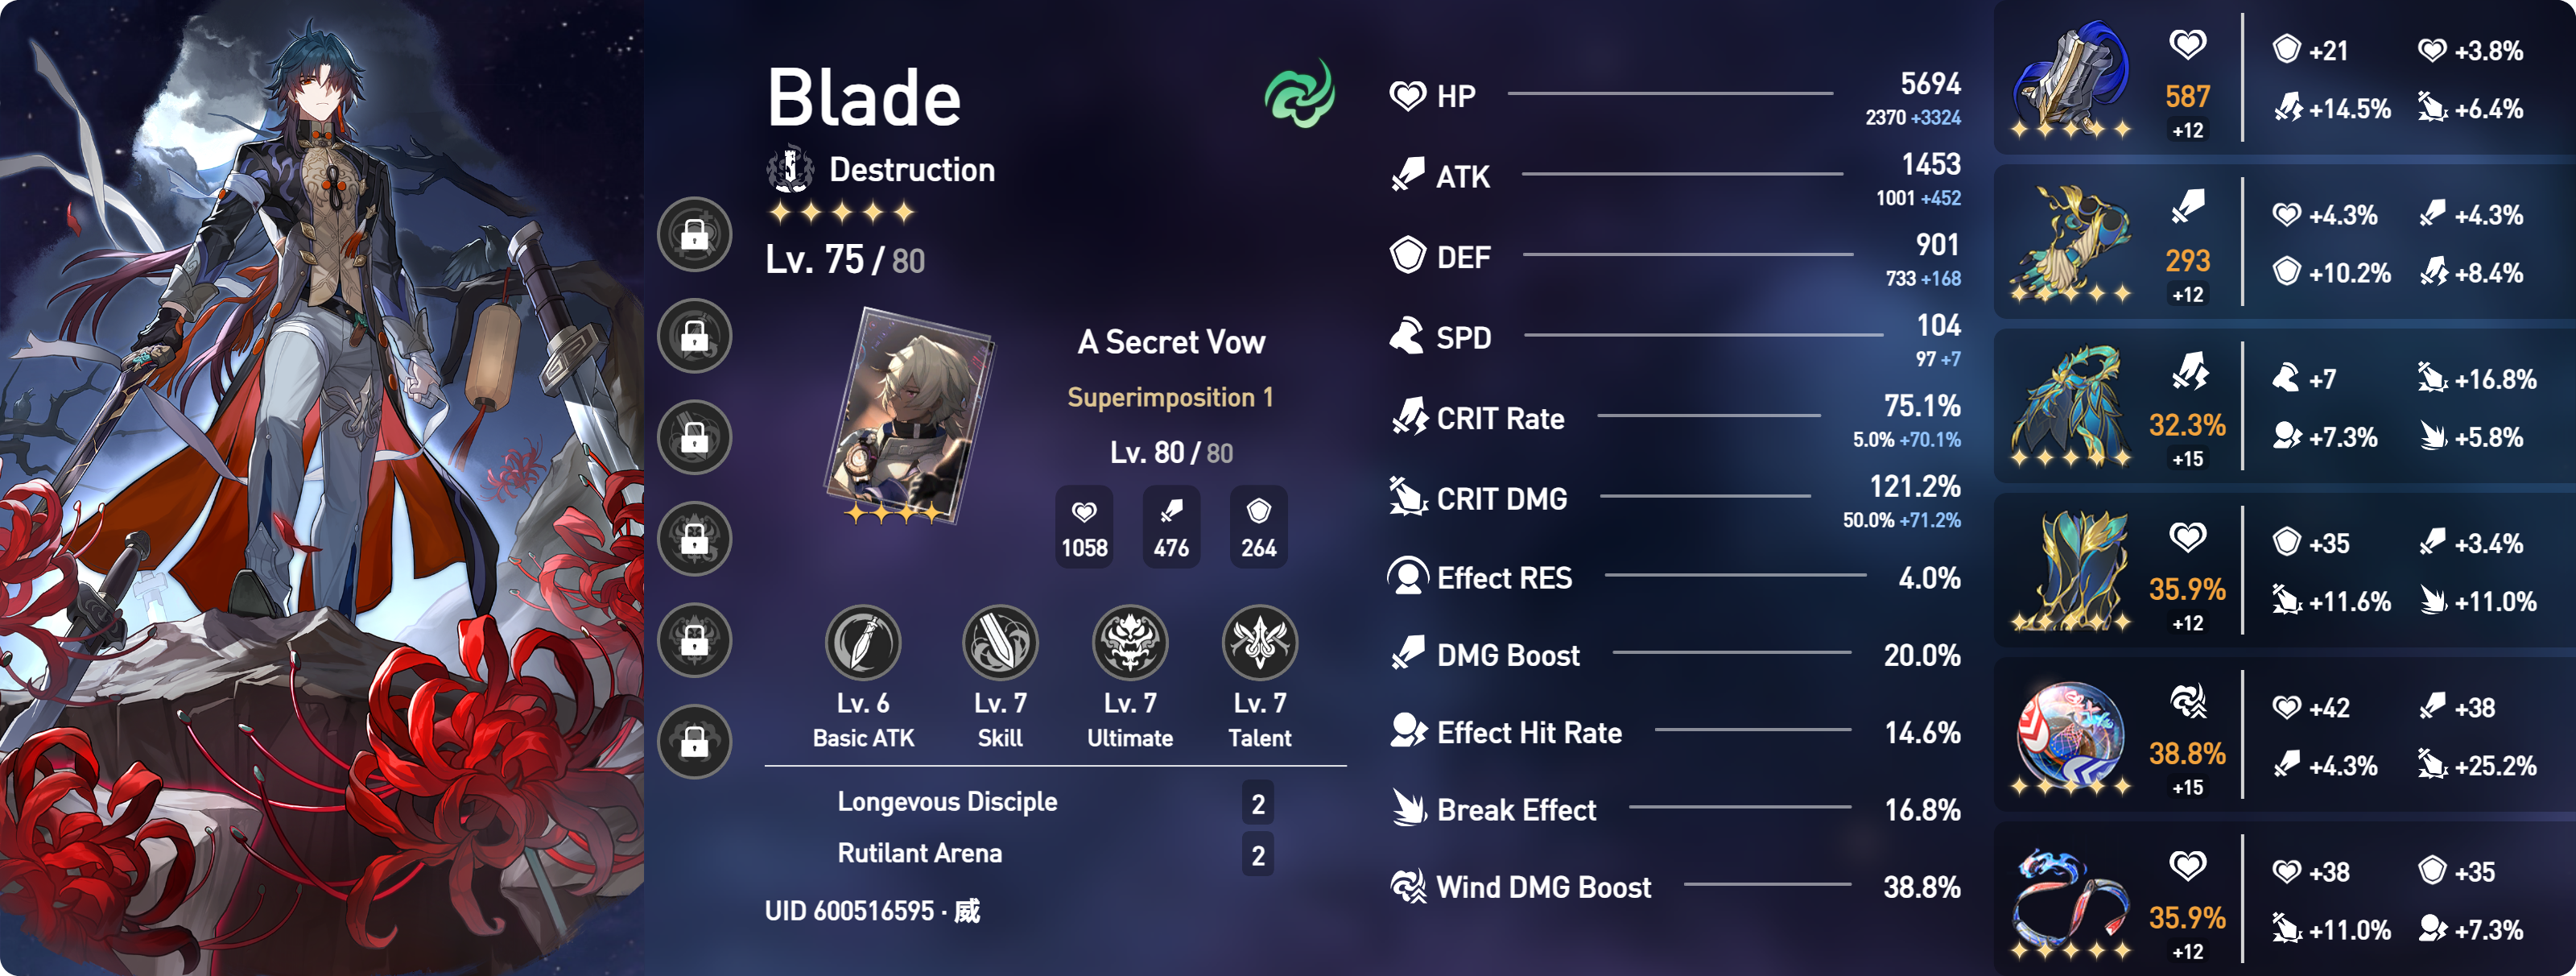 Blade
Destruction
Lv. 75 / 80
A Secret Vow
Superimposition 1
Lv. 80 / 80
1058 476 264
Lv. 6 Lv. 7 Lv. 7 Lv. 7
Basic ATK Skill Ultimate Talent
Longevous Disciple 2
Rutilant Arena 2
UID 600516595 · 威
HP 5694
2370 +3324
ATK 1453
1001 +452
DEF 901
733 +168
SPD 104
97 +7
CRIT Rate 75.1%
5.0% +70.1%
CRIT DMG 121.2%
50.0% +71.2%
Effect RES 4.0%
DMG Boost 20.0%
Effect Hit Rate 14.6%
Break Effect 16.8%
Wind DMG Boost 38.8%
587
+12
+21 +3.8%
+14.5% +6.4%
293
+12
+4.3% +4.3%
+10.2% +8.4%
32.3%
+15
+7 +16.8%
+7.3% +5.8%
35.9%
+12
+35 +3.4%
+11.6% +11.0%
38.8%
+15
+42 +38
+4.3% +25.2%
35.9%
+12
+38 +35
+11.0% +7.3%